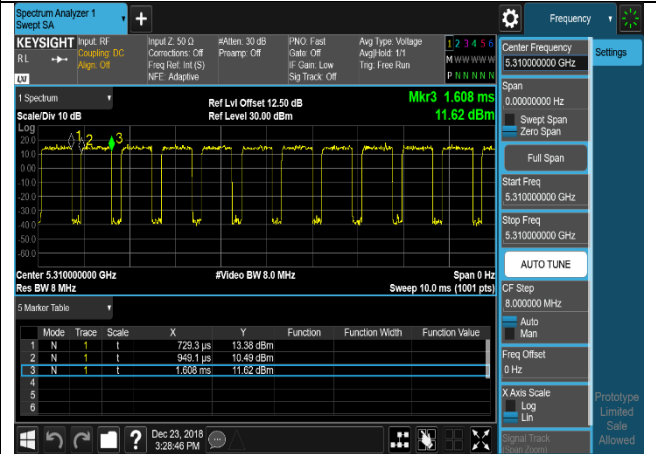 Spectrum Analyzer 1
Swept SA
+
Frequency
KEYSIGHT
RL
LXI
Input: RF
Coupling: DC
Align: Off
Input Z: 50 Ω
Corrections: Off
Freq Ref: Int (S)
NFE: Adaptive
#Atten: 30 dB
Preamp: Off
PNO: Fast
Gate: Off
IF Gain: Low
Sig Track: Off
Avg Type: Voltage
Avg|Hold: 1/1
Trig: Free Run
1 2 3 4 5 6
M W W W W W
P N N N N N
1 Spectrum
Scale/Div 10 dB
Log
Ref Lvl Offset 12.50 dB
Ref Level 30.00 dBm
Mkr3 1.608 ms
11.62 dBm
20.0
10.0
0.00
-10.0
-20.0
-30.0
-40.0
-50.0
-60.0
1
2
3
Center 5.310000000 GHz
Res BW 8 MHz
#Video BW 8.0 MHz
Span 0 Hz
Sweep 10.0 ms (1001 pts)
5 Marker Table
Mode Trace Scale X Y Function Function Width Function Value
1 N 1 t 729.3 µs 13.38 dBm
2 N 1 t 949.1 µs 10.49 dBm
3 N 1 t 1.608 ms 11.62 dBm
4
5
6
Dec 23, 2018
3:28:46 PM
?
Center Frequency
5.310000000 GHz
Settings
Span
0.00000000 Hz
Swept Span
Zero Span
Full Span
Start Freq
5.310000000 GHz
Stop Freq
5.310000000 GHz
AUTO TUNE
CF Step
8.000000 MHz
Auto
Man
Freq Offset
0 Hz
X Axis Scale
Log
Lin
Signal Track
(Span Zoom)
Prototype
Limited
Sale
Allowed